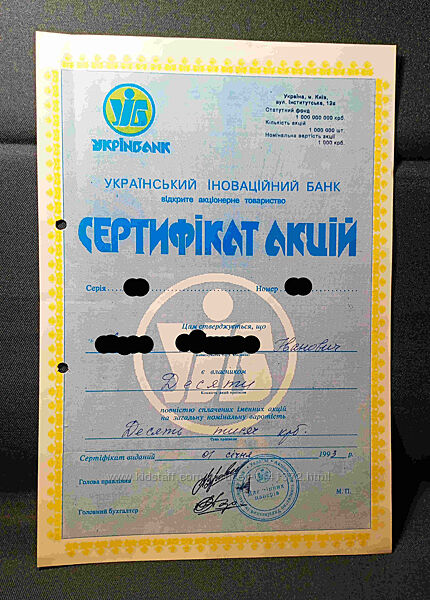 Україна, м. Київ,
вул. Інститутська, 12а
Статутний фонд
1 000 000 000 крб.
Кількість акцій
1 000 000 шт.
Номінальна вартість акції
1 000 крб.
УКРІНБАНК
УКРАЇНСЬКИЙ ІНОВАЦІЙНИЙ БАНК
відкрите акціонерне товариство
СЕРТИФІКАТ АКЦІЙ
Серія Номер
Цим стверджується, що
Іванович
є власником
Десяти
повністю сплачених іменних акцій
на загальну номінальну вартість
Десять тисяч крб.
Сертифікат виданий 01 січня 1993 р.
Голова правління
М. П.
Головний бухгалтер